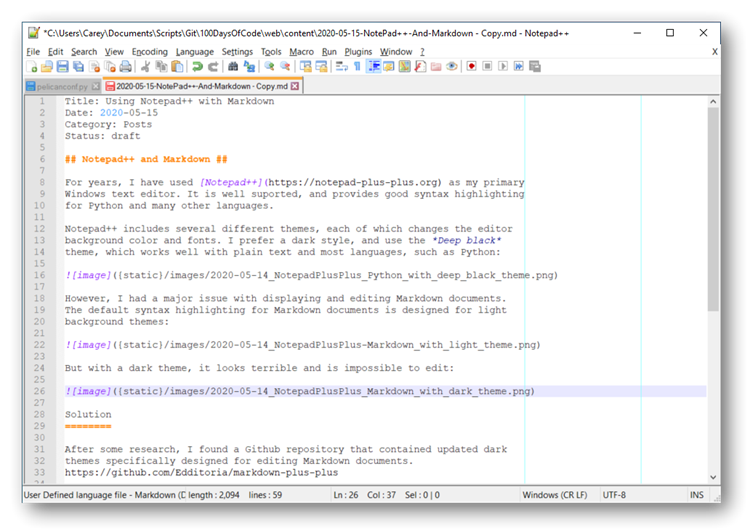 *C:\Users\Carey\Documents\Scripts\Git\100DaysOfCode\web\content\2020-05-15-NotePad++-And-Markdown - Copy.md - Notepad++
File Edit Search View Encoding Language Settings Tools Macro Run Plugins Window ? X
pelicanconf.py 2020-05-15-NotePad++-And-Markdown - Copy.md
1 Title: Using Notepad++ with Markdown
2 Date: 2020-05-15
3 Category: Posts
4 Status: draft
5
6 ## Notepad++ and Markdown ##
7
8 For years, I have used [Notepad++](https://notepad-plus-plus.org) as my primary
9 Windows text editor. It is well suported, and provides good syntax highlighting
10 for Python and many other languages.
11
12 Notepad++ includes several different themes, each of which changes the editor
13 background color and fonts. I prefer a dark style, and use the *Deep black*
14 theme, which works well with plain text and most languages, such as Python:
15
16 ![image]({static}/images/2020-05-14_NotepadPlusPlus_Python_with_deep_black_theme.png)
17
18 However, I had a major issue with displaying and editing Markdown documents.
19 The default syntax highlighting for Markdown documents is designed for light
20 background themes:
21
22 ![image]({static}/images/2020-05-14_NotepadPlusPlus-Markdown_with_light_theme.png)
23
24 But with a dark theme, it looks terrible and is impossible to edit:
25
26 ![image]({static}/images/2020-05-14_NotepadPlusPlus_Markdown_with_dark_theme.png)
27
28 Solution
29 ========
30
31 After some research, I found a Github repository that contained updated dark
32 themes specifically designed for editing Markdown documents.
33 https://github.com/Edditoria/markdown-plus-plus
User Defined language file - Markdown (D length : 2,094 lines : 59 Ln : 26 Col : 37 Sel : 0 | 0 Windows (CR LF) UTF-8 INS